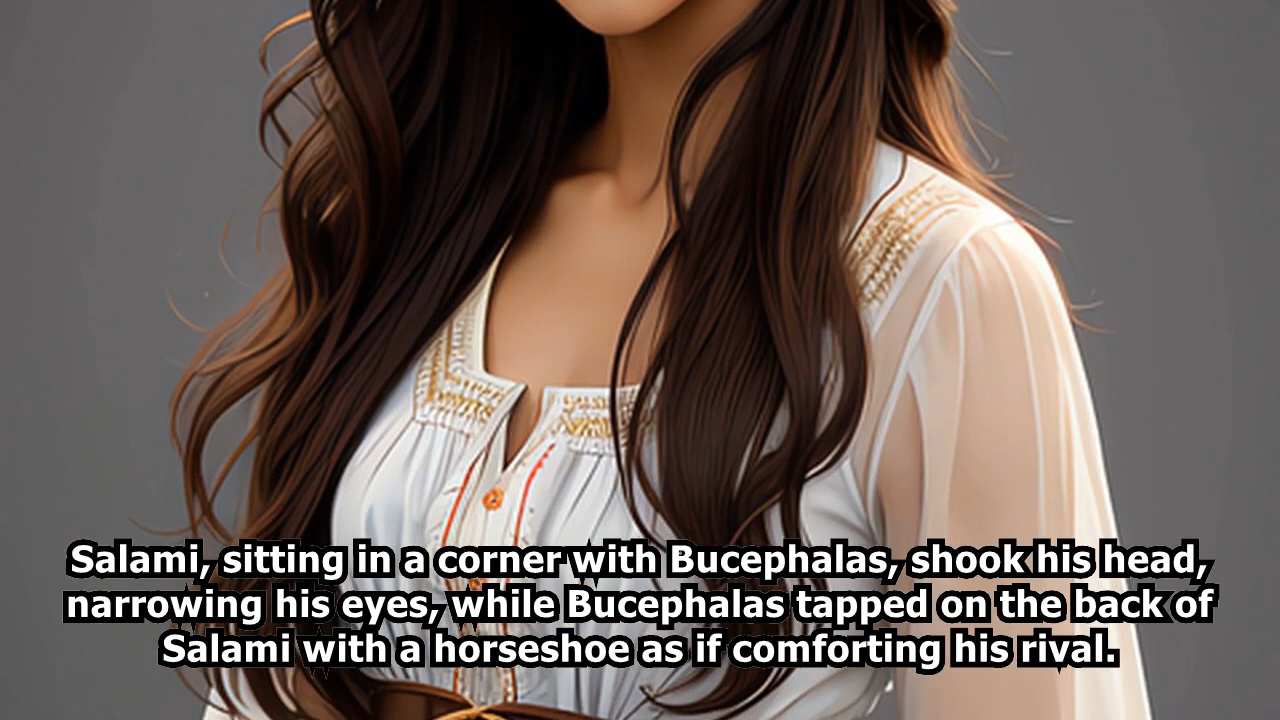 Salami, sitting in a corner with Bucephalas, shook his head,
narrowing his eyes, while Bucephalas tapped on the back of
Salami with a horseshoe as if comforting his rival.